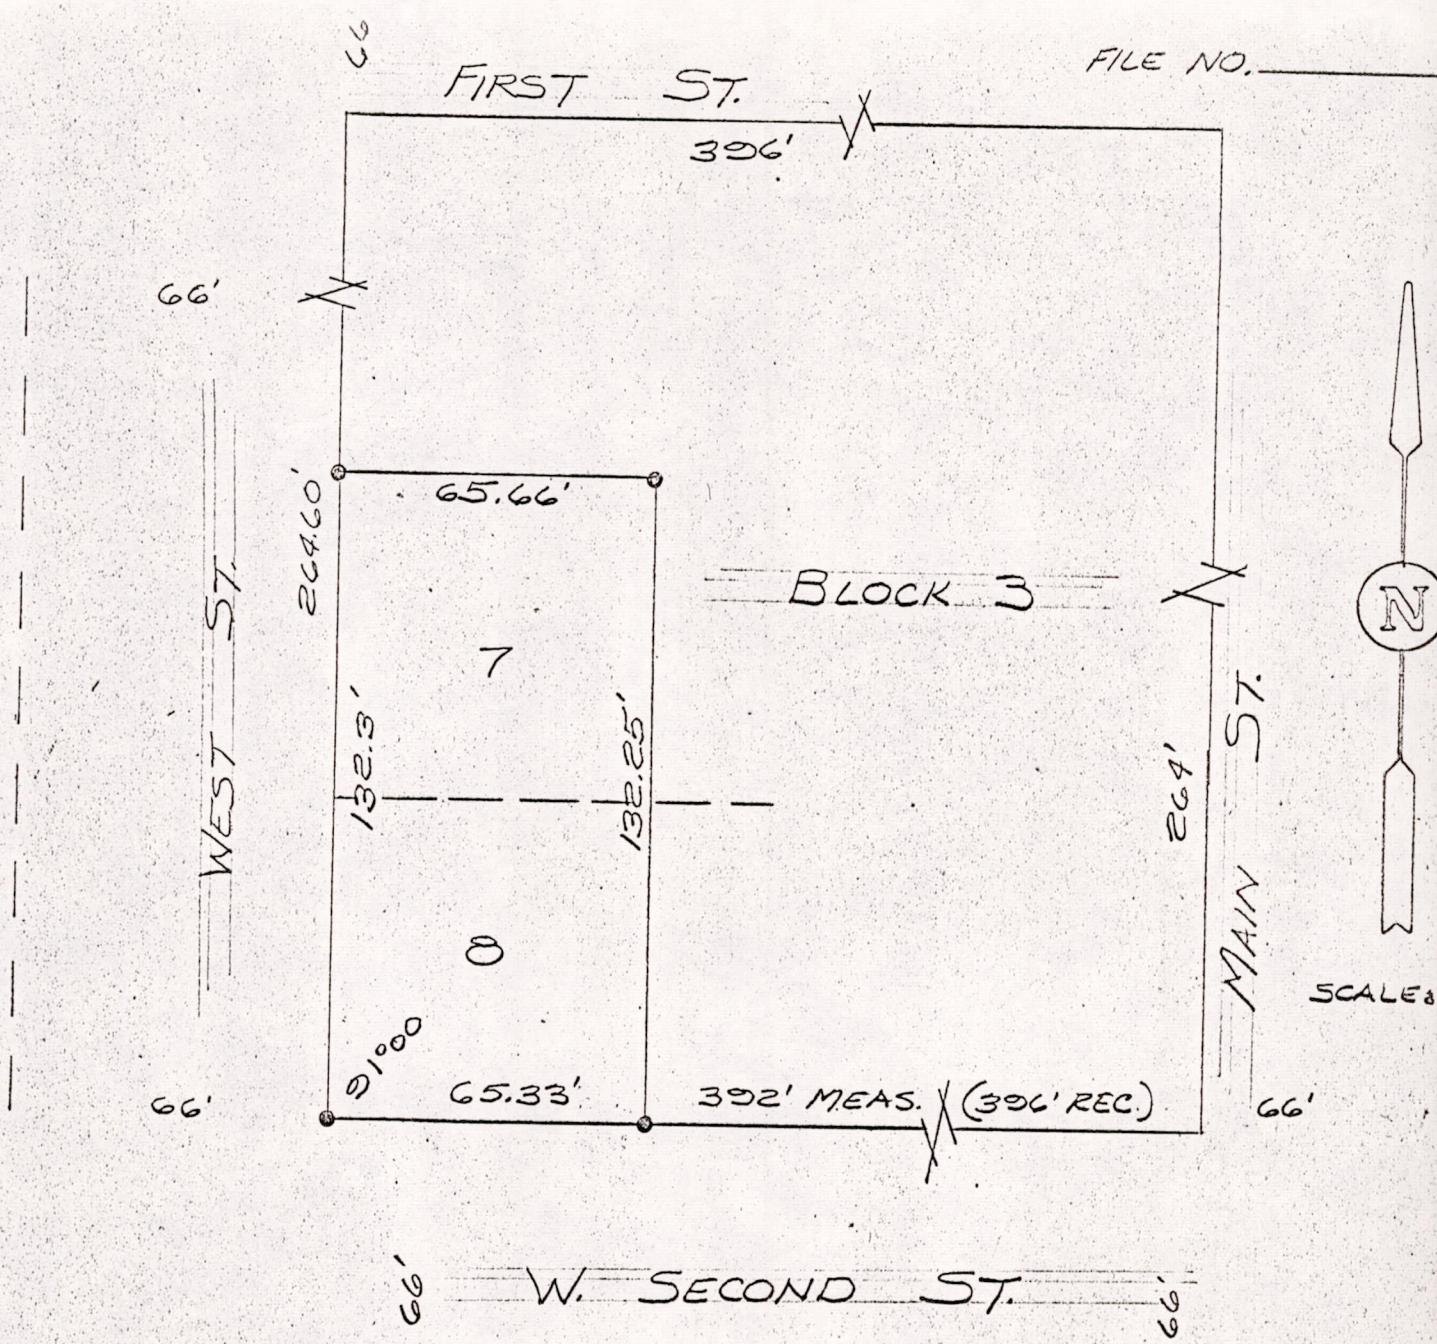 66
FILE NO.
FIRST ST.
396'
66'
65.66'
264.60'
BLOCK 3
N
WEST ST.
7
132.3'
132.25'
264'
MAIN ST.
8
SCALE:
91°00
65.33'
392' MEAS. (396' REC.)
66'
66'
66'
W. SECOND ST.
66'